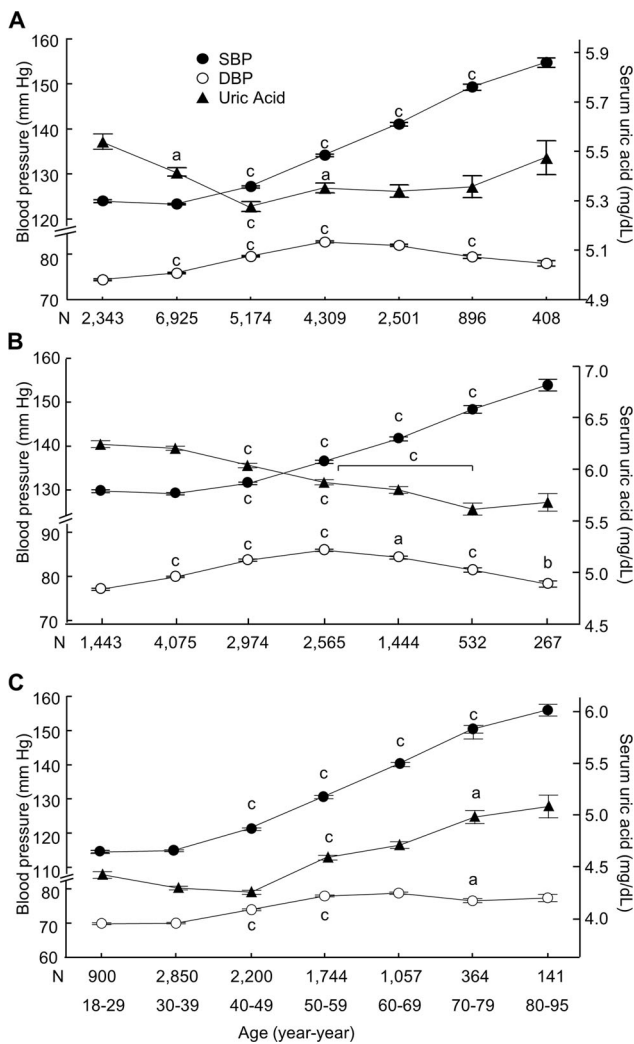 A
160
150
140
130
120
80
70
Blood pressure (mm Hg)
SBP
DBP
Uric Acid
a
c
c
c
c
a
c
c
c
c
c
5.9
5.7
5.5
5.3
5.1
4.9
Serum uric acid (mg/dL)
N 2,343 6,925 5,174 4,309 2,501 896 408
B
160
150
140
130
90
80
70
Blood pressure (mm Hg)
c
c
c
c
c
c
c
c
c
c
a
c
b
7.0
6.5
6.0
5.5
5.0
4.5
Serum uric acid (mg/dL)
N 1,443 4,075 2,974 2,565 1,444 532 267
C
160
150
140
130
120
110
80
70
60
Blood pressure (mm Hg)
c
c
c
c
c
a
a
c
c
6.0
5.5
5.0
4.5
4.0
Serum uric acid (mg/dL)
N 900 2,850 2,200 1,744 1,057 364 141
18-29 30-39 40-49 50-59 60-69 70-79 80-95
Age (year-year)